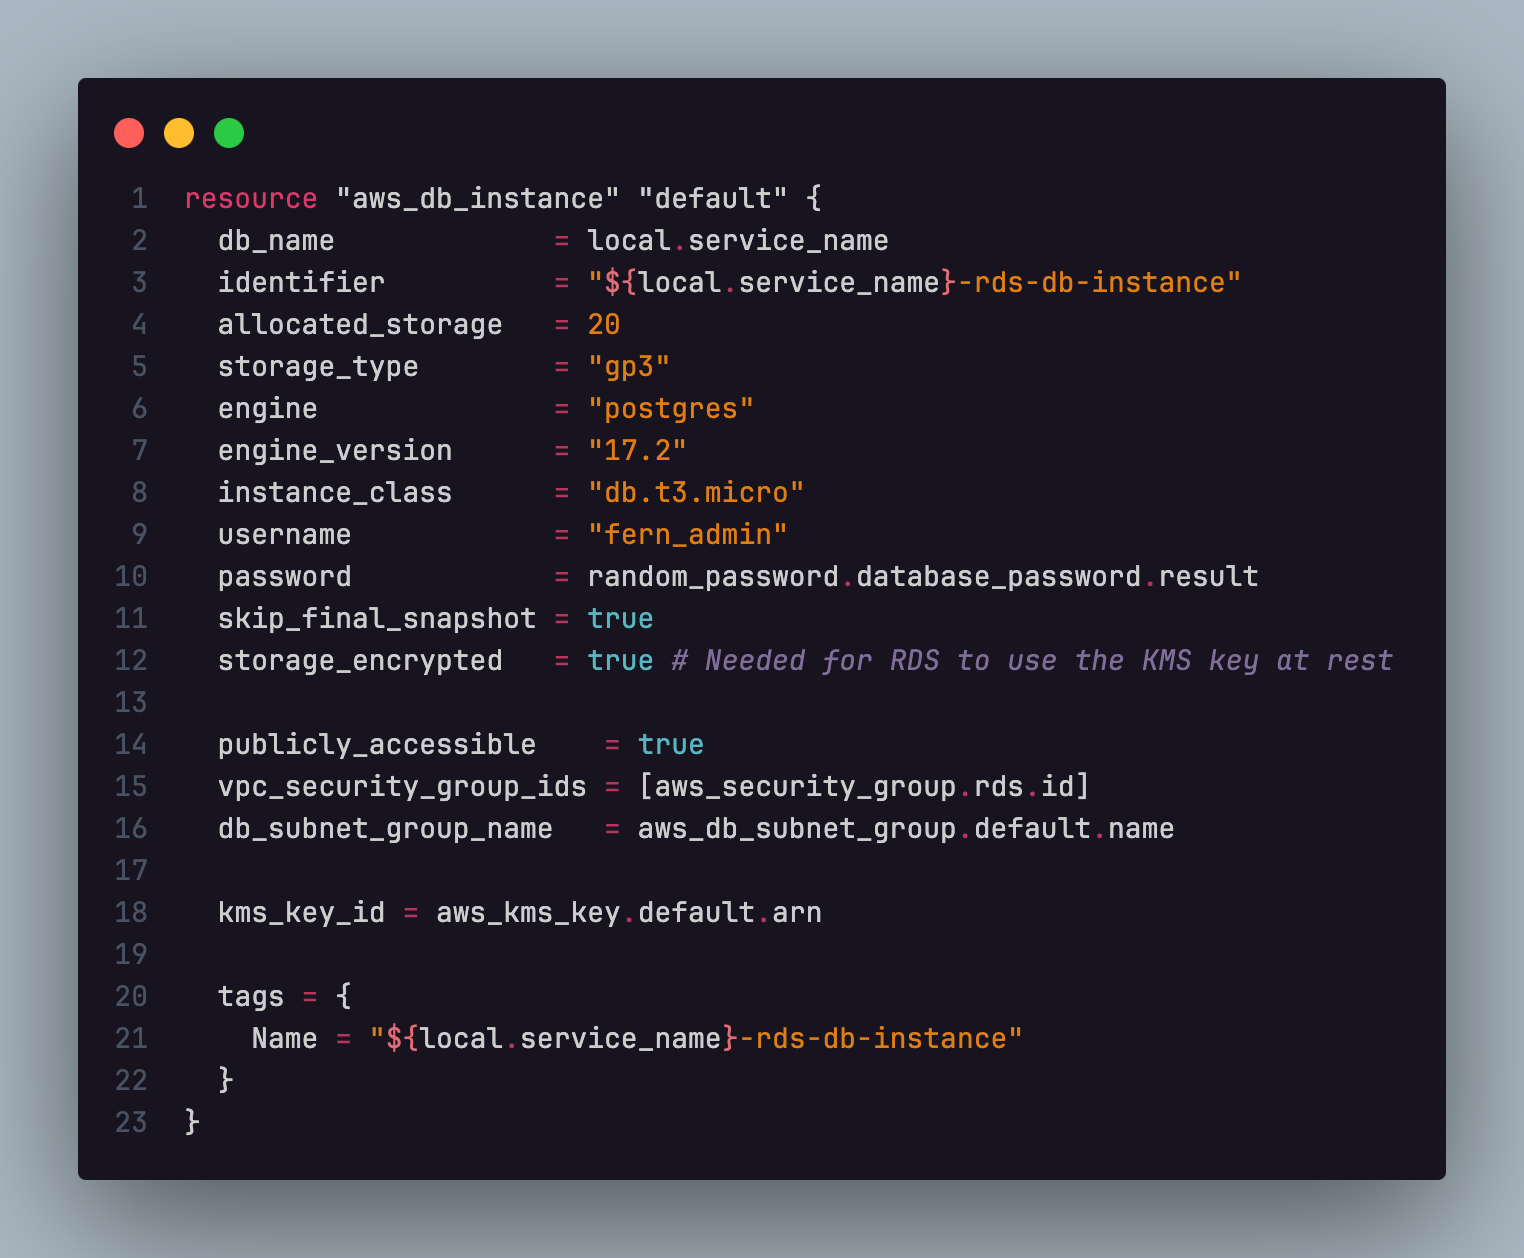 1 resource "aws_db_instance" "default" {
2   db_name             = local.service_name
3   identifier          = "${local.service_name}-rds-db-instance"
4   allocated_storage   = 20
5   storage_type        = "gp3"
6   engine              = "postgres"
7   engine_version      = "17.2"
8   instance_class      = "db.t3.micro"
9   username            = "fern_admin"
10   password            = random_password.database_password.result
11   skip_final_snapshot = true
12   storage_encrypted   = true # Needed for RDS to use the KMS key at rest
13
14   publicly_accessible    = true
15   vpc_security_group_ids = [aws_security_group.rds.id]
16   db_subnet_group_name   = aws_db_subnet_group.default.name
17
18   kms_key_id = aws_kms_key.default.arn
19
20   tags = {
21     Name = "${local.service_name}-rds-db-instance"
22   }
23 }